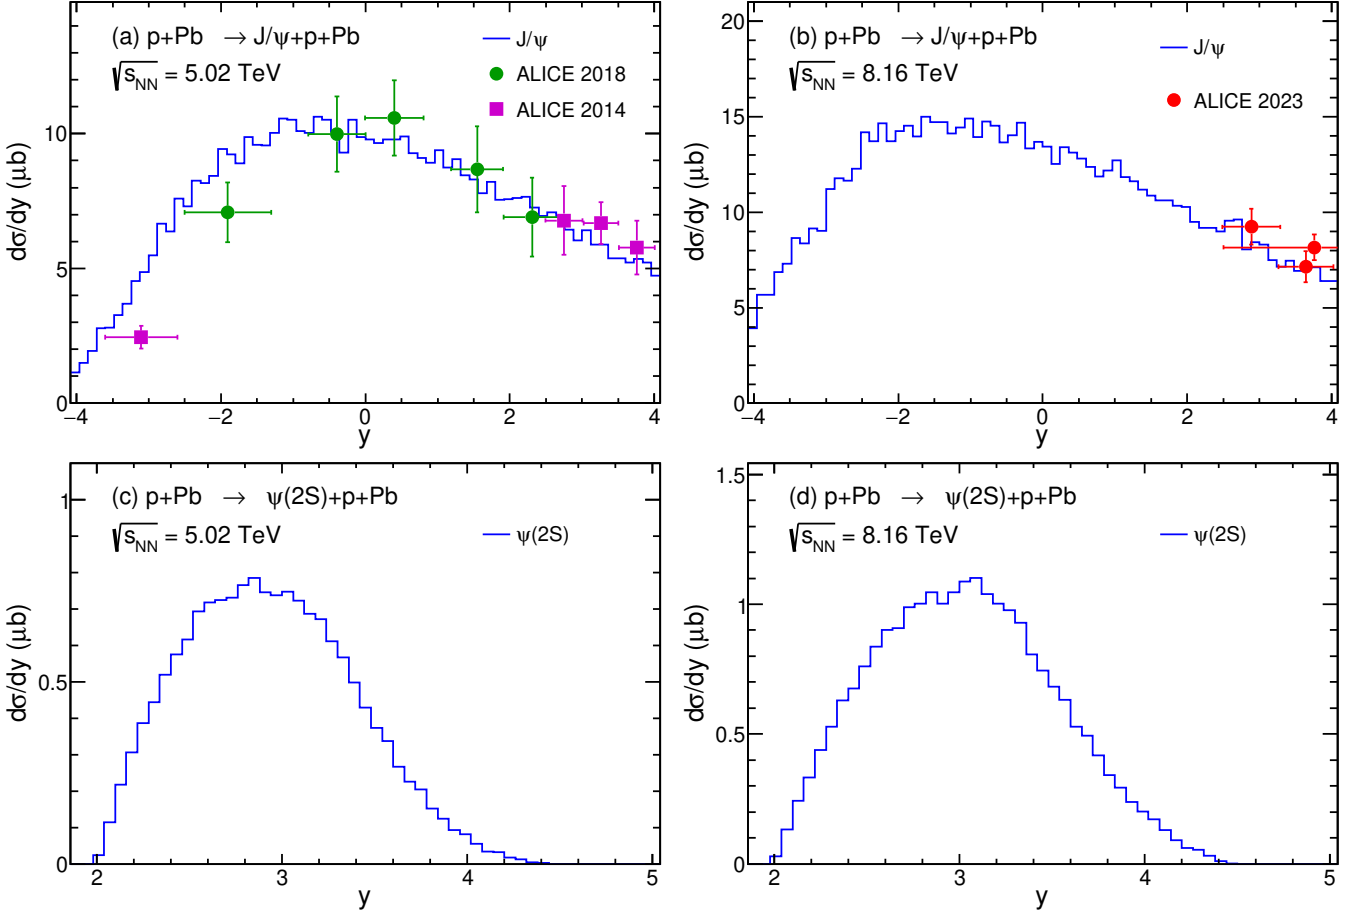 (a) p+Pb → J/ψ+p+Pb
√s_NN = 5.02 TeV
J/ψ
ALICE 2018
ALICE 2014
dσ/dy (μb)
10
5
0
−4 −2 0 2 4
y
(b) p+Pb → J/ψ+p+Pb
√s_NN = 8.16 TeV
J/ψ
ALICE 2023
dσ/dy (μb)
20
15
10
5
0
−4 −2 0 2 4
y
(c) p+Pb → ψ(2S)+p+Pb
√s_NN = 5.02 TeV
ψ(2S)
dσ/dy (μb)
1
0.5
0
2 3 4 5
y
(d) p+Pb → ψ(2S)+p+Pb
√s_NN = 8.16 TeV
ψ(2S)
dσ/dy (μb)
1.5
1
0.5
0
2 3 4 5
y